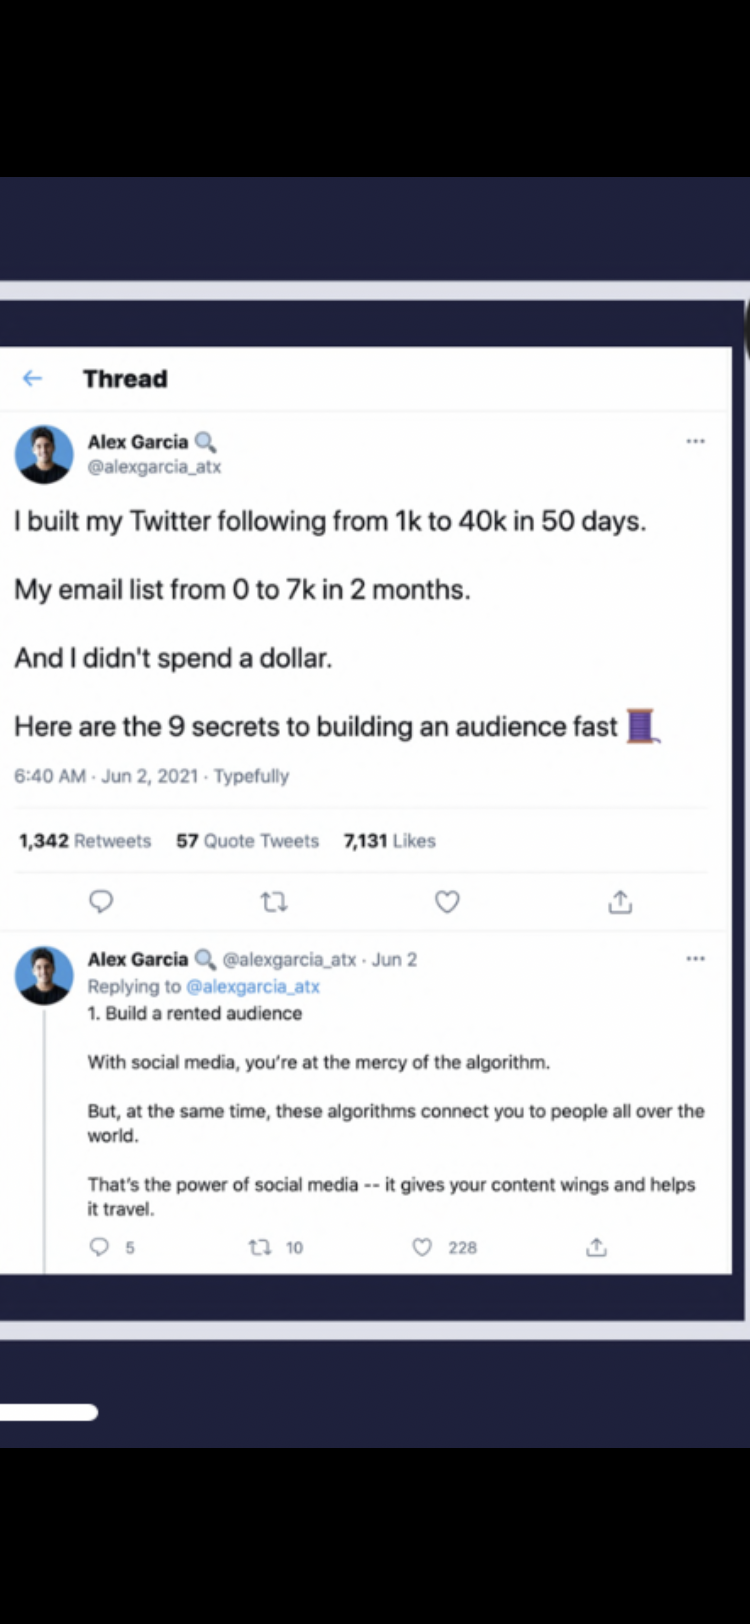 Thread
Alex Garcia 🔍
@alexgarcia_atx
I built my Twitter following from 1k to 40k in 50 days.
My email list from 0 to 7k in 2 months.
And I didn't spend a dollar.
Here are the 9 secrets to building an audience fast 🧵
6:40 AM · Jun 2, 2021 · Typefully
1,342 Retweets 57 Quote Tweets 7,131 Likes
Alex Garcia 🔍 @alexgarcia_atx · Jun 2
Replying to @alexgarcia_atx
1. Build a rented audience
With social media, you're at the mercy of the algorithm.
But, at the same time, these algorithms connect you to people all over the
world.
That's the power of social media -- it gives your content wings and helps
it travel.
5 10 228